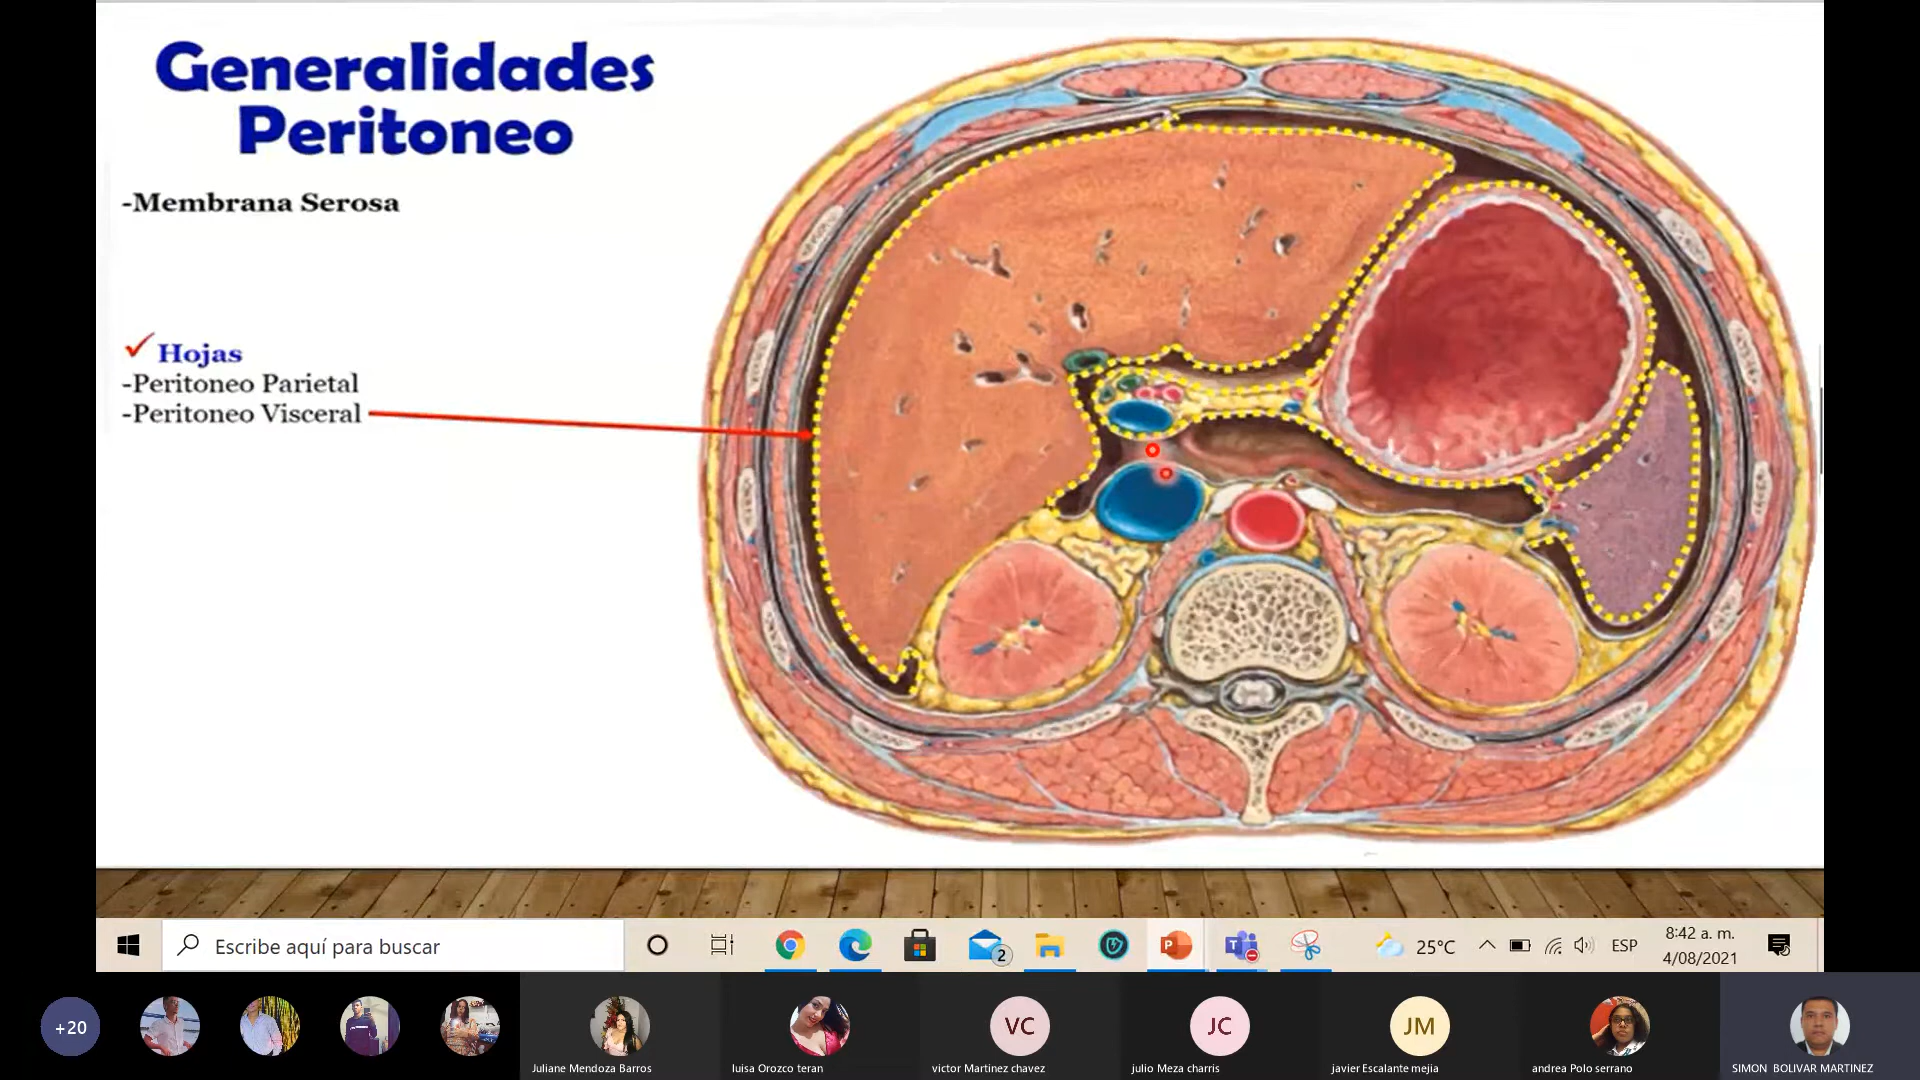 Generalidades
Peritoneo
-Membrana Serosa
Hojas
-Peritoneo Parietal
-Peritoneo Visceral
Escribe aquí para buscar
2
25°C
ESP
8:42 a. m.
4/08/2021
+20
VC
JC
JM
Juliane Mendoza Barros
luisa Orozco teran
victor Martinez chavez
julio Meza charris
javier Escalante mejia
andrea Polo serrano
SIMON BOLIVAR MARTINEZ